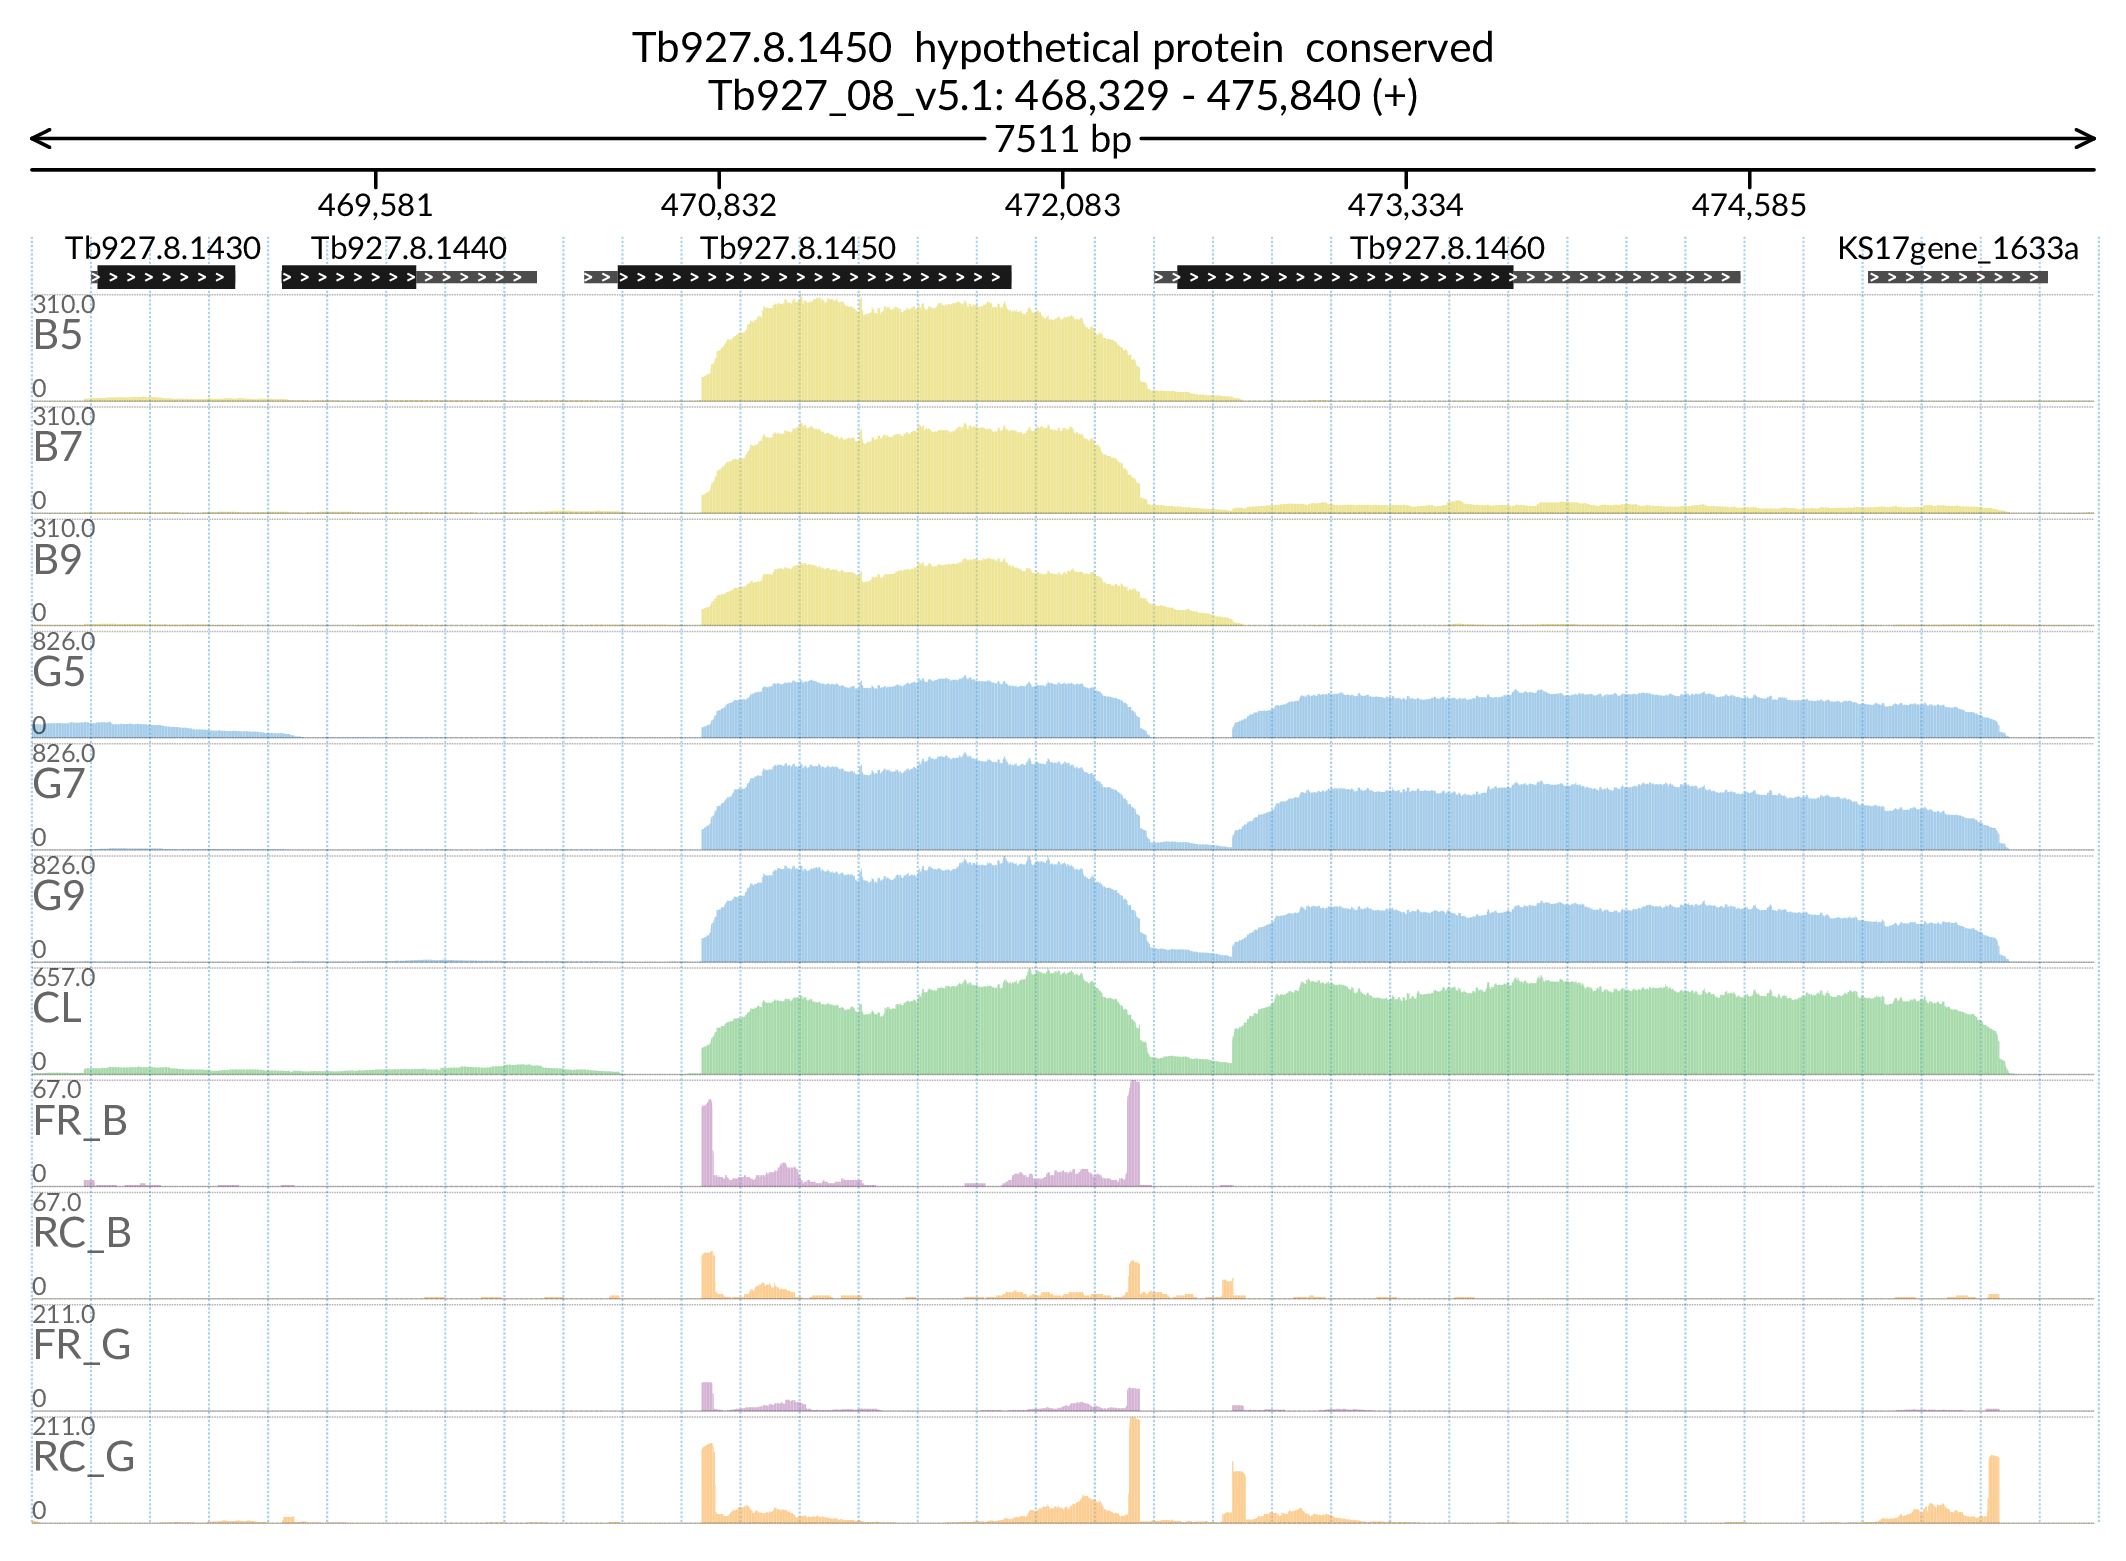 Tb927.8.1450 hypothetical protein conserved
Tb927_08_v5.1: 468,329 - 475,840 (+)
7511 bp
469,581 470,832 472,083 473,334 474,585
Tb927.8.1430 Tb927.8.1440 Tb927.8.1450 Tb927.8.1460 KS17gene_1633a
310.0
B5
0
310.0
B7
0
310.0
B9
0
826.0
G5
0
826.0
G7
0
826.0
G9
0
657.0
CL
0
67.0
FR_B
0
67.0
RC_B
0
211.0
FR_G
0
211.0
RC_G
0